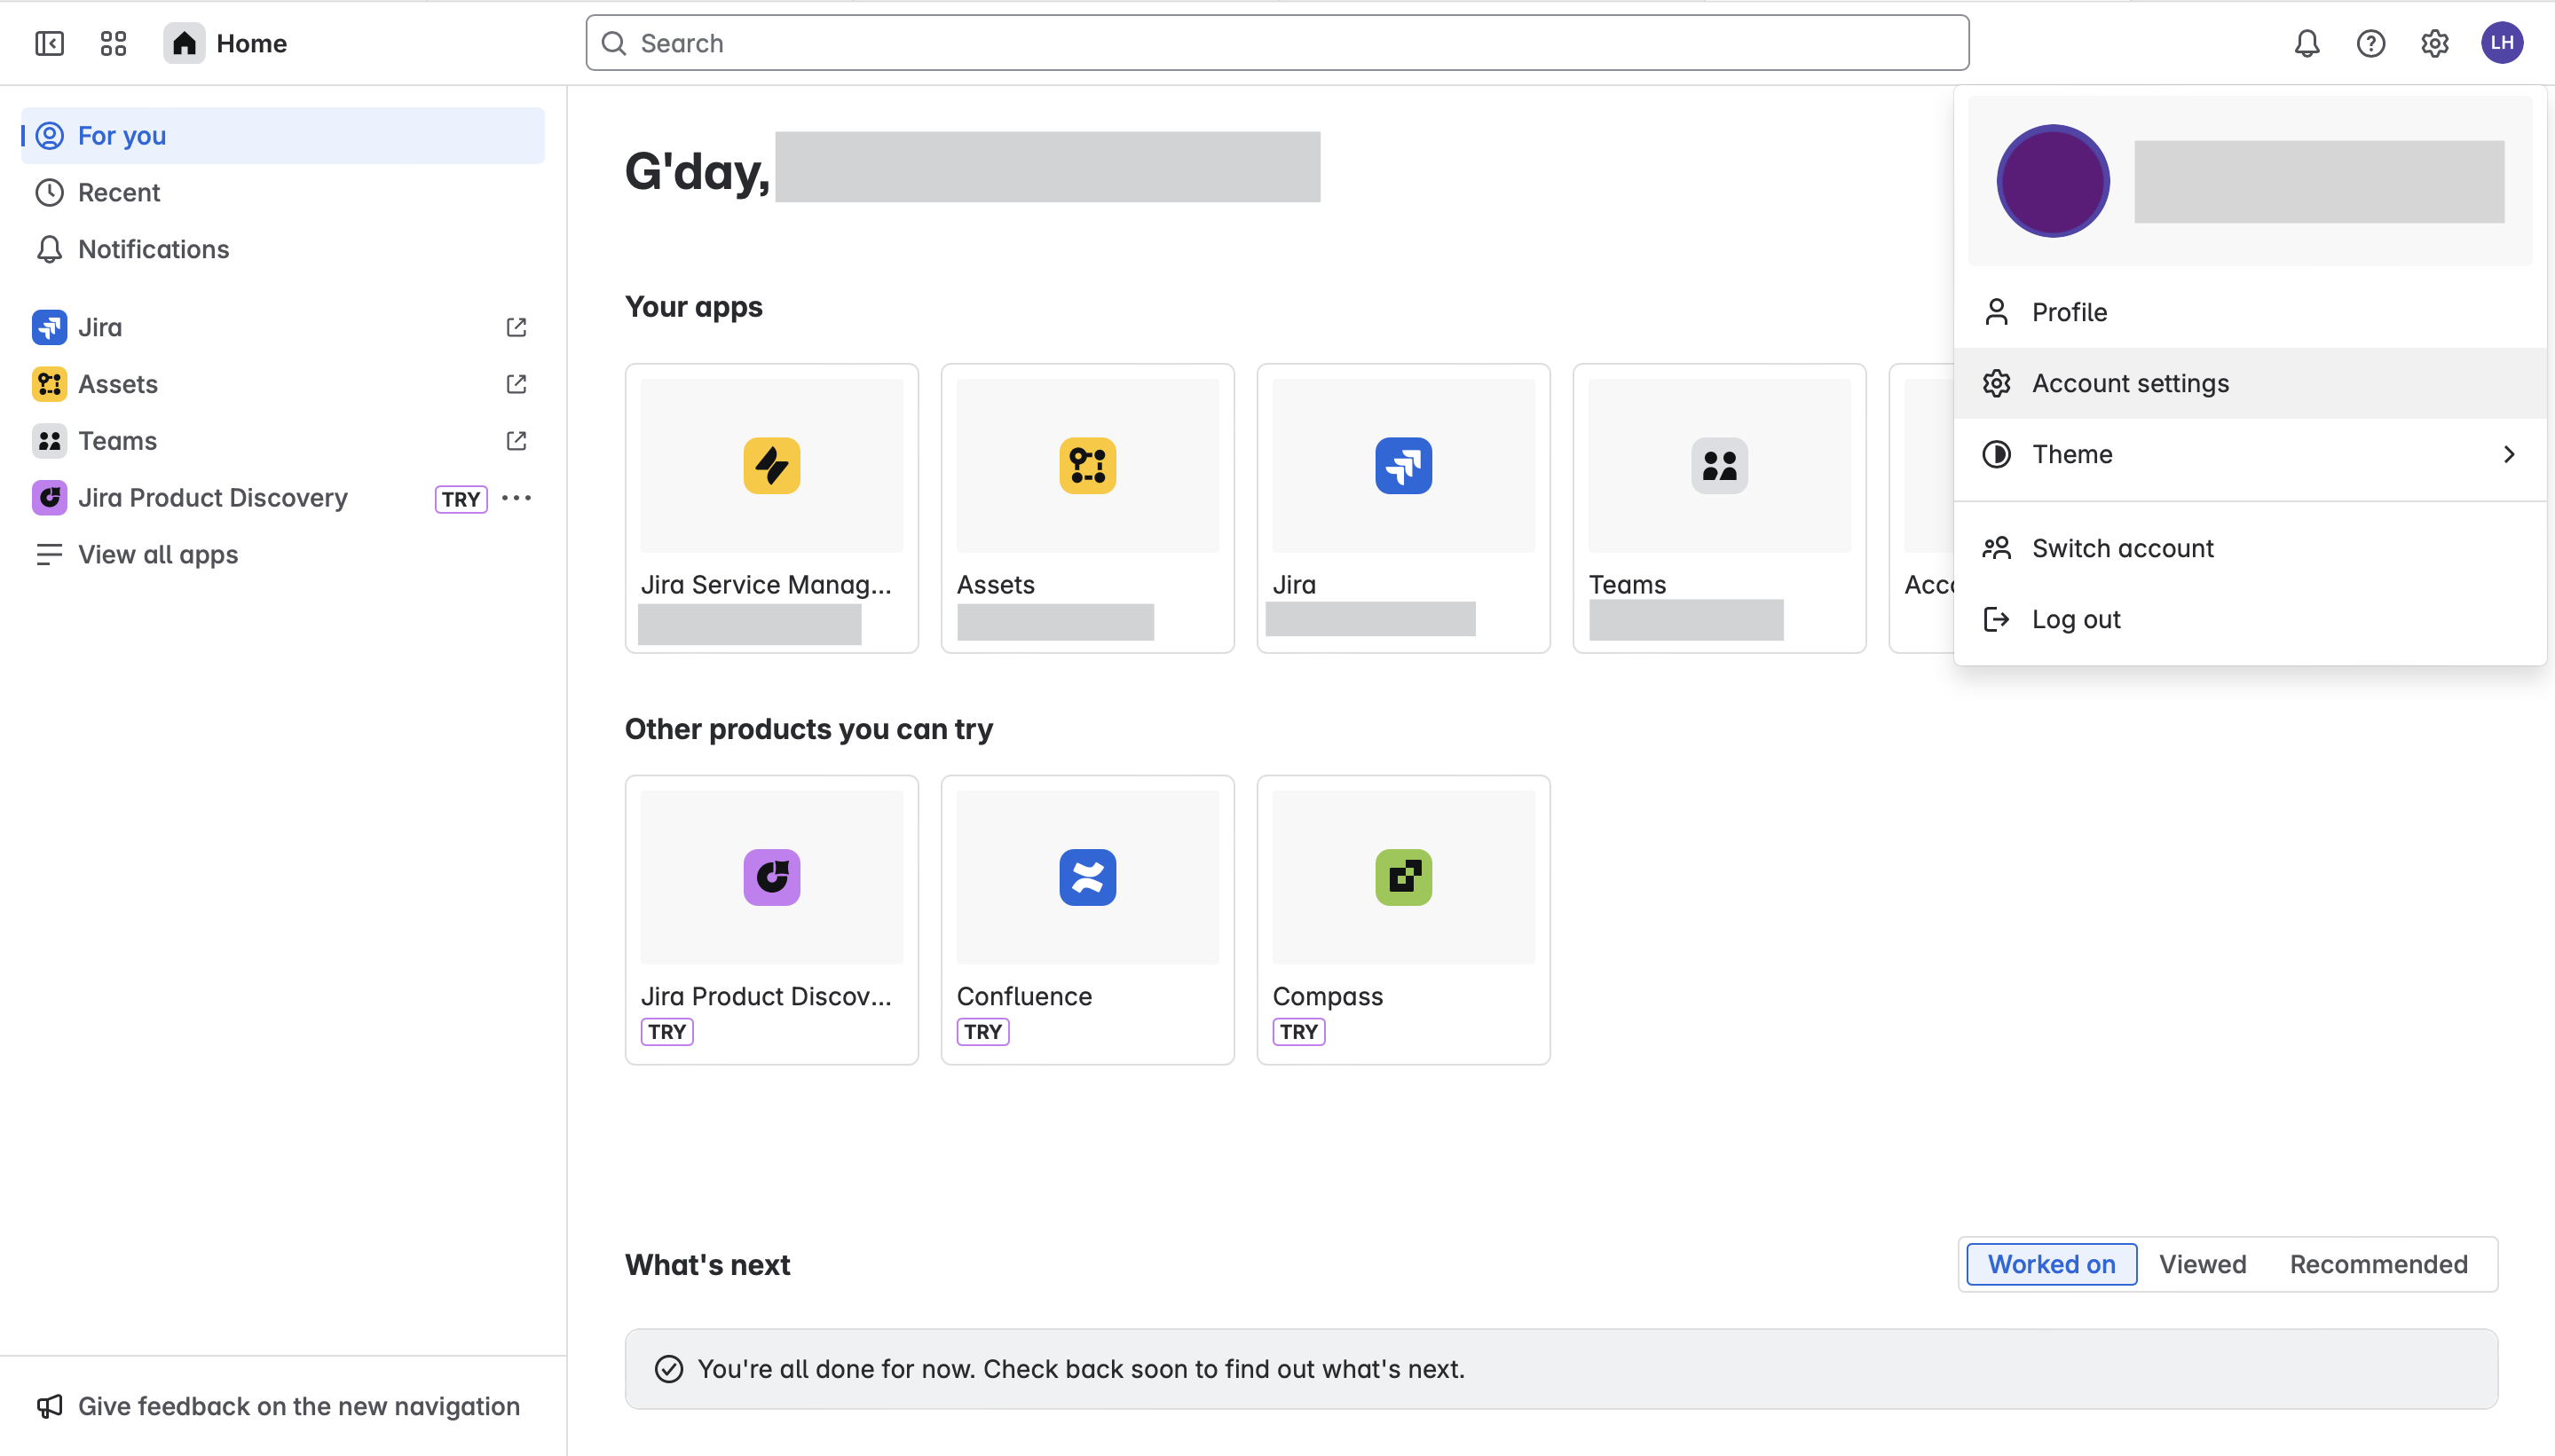 Home
Search
LH
For you
Recent
Notifications
Jira
Assets
Teams
Jira Product Discovery TRY
View all apps
Give feedback on the new navigation
G'day,
Your apps
Jira Service Manag...
Assets
Jira
Teams
Other products you can try
Jira Product Discov...
TRY
Confluence
TRY
Compass
TRY
What's next
Worked on Viewed Recommended
You're all done for now. Check back soon to find out what's next.
Profile
Account settings
Theme
Switch account
Log out